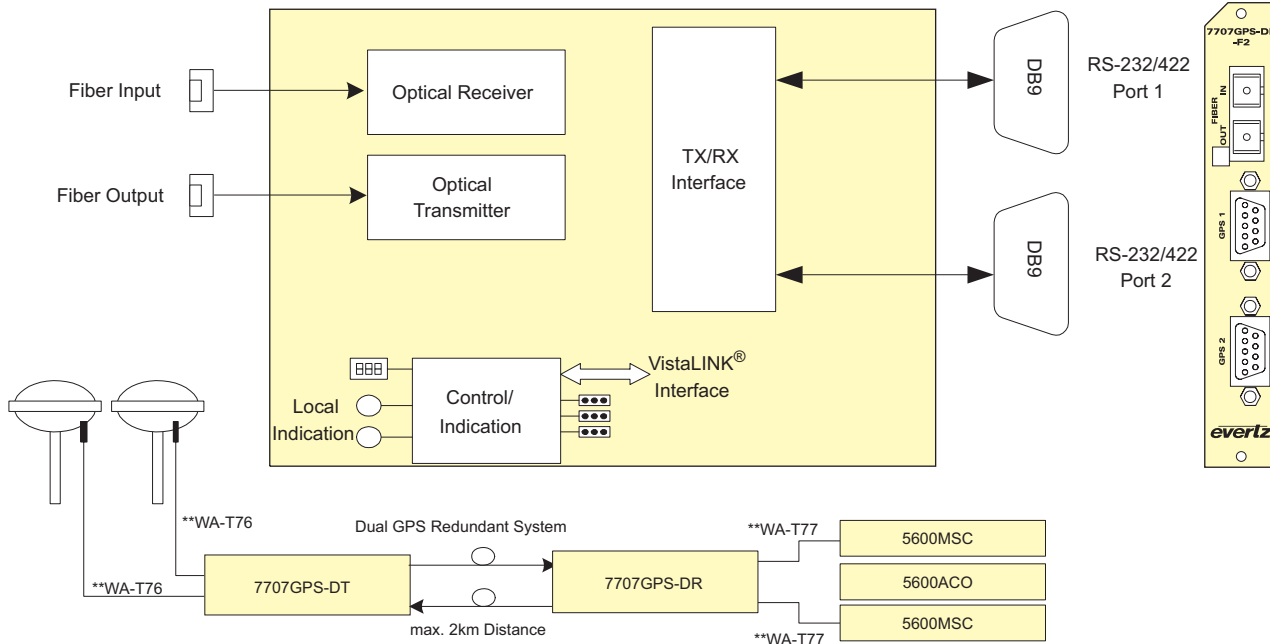 Fiber Input
Optical Receiver
Fiber Output
Optical
Transmitter
TX/RX
Interface
DB9
RS-232/422
Port 1
DB9
RS-232/422
Port 2
VistaLINK®
Interface
Local
Indication
Control/
Indication
7707GPS-DR
-F2
FIBER
IN
OUT
GPS 1
GPS 2
evertz
**WA-T76
**WA-T76
Dual GPS Redundant System
7707GPS-DT
max. 2km Distance
7707GPS-DR
**WA-T77
**WA-T77
5600MSC
5600ACO
5600MSC